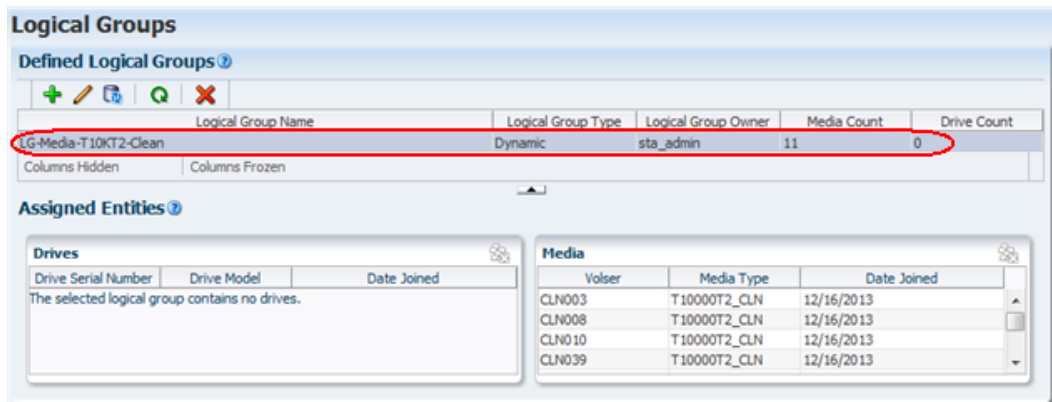 Logical Groups
Defined Logical Groups
Logical Group Name Logical Group Type Logical Group Owner Media Count Drive Count
LG-Media-T10KT2-Clean Dynamic sta_admin 11 0
Columns Hidden Columns Frozen
Assigned Entities
Drives
Drive Serial Number Drive Model Date Joined
The selected logical group contains no drives.
Media
Volser Media Type Date Joined
CLN003 T10000T2_CLN 12/16/2013
CLN008 T10000T2_CLN 12/16/2013
CLN010 T10000T2_CLN 12/16/2013
CLN039 T10000T2_CLN 12/16/2013